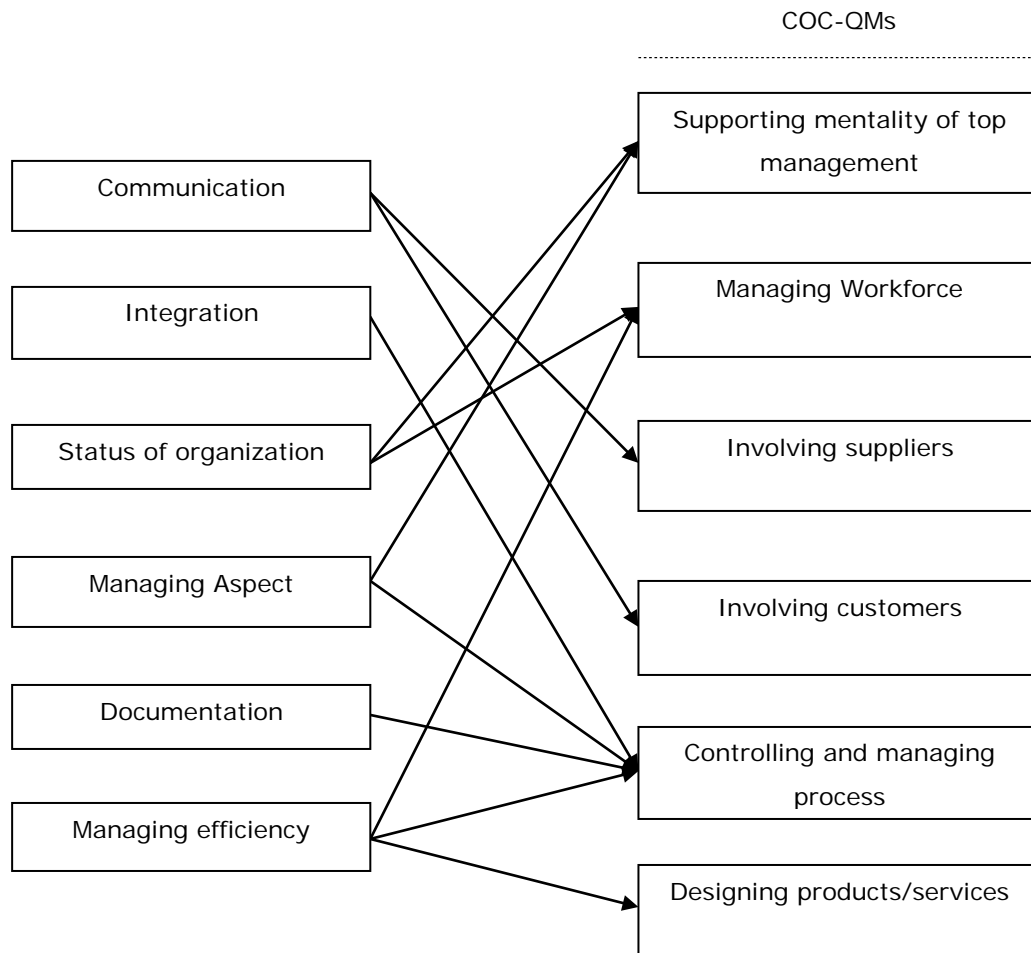 COC-QMs
Supporting mentality of top
management
Communication
Managing Workforce
Integration
Status of organization
Involving suppliers
Managing Aspect
Involving customers
Documentation
Controlling and managing
process
Managing efficiency
Designing products/services